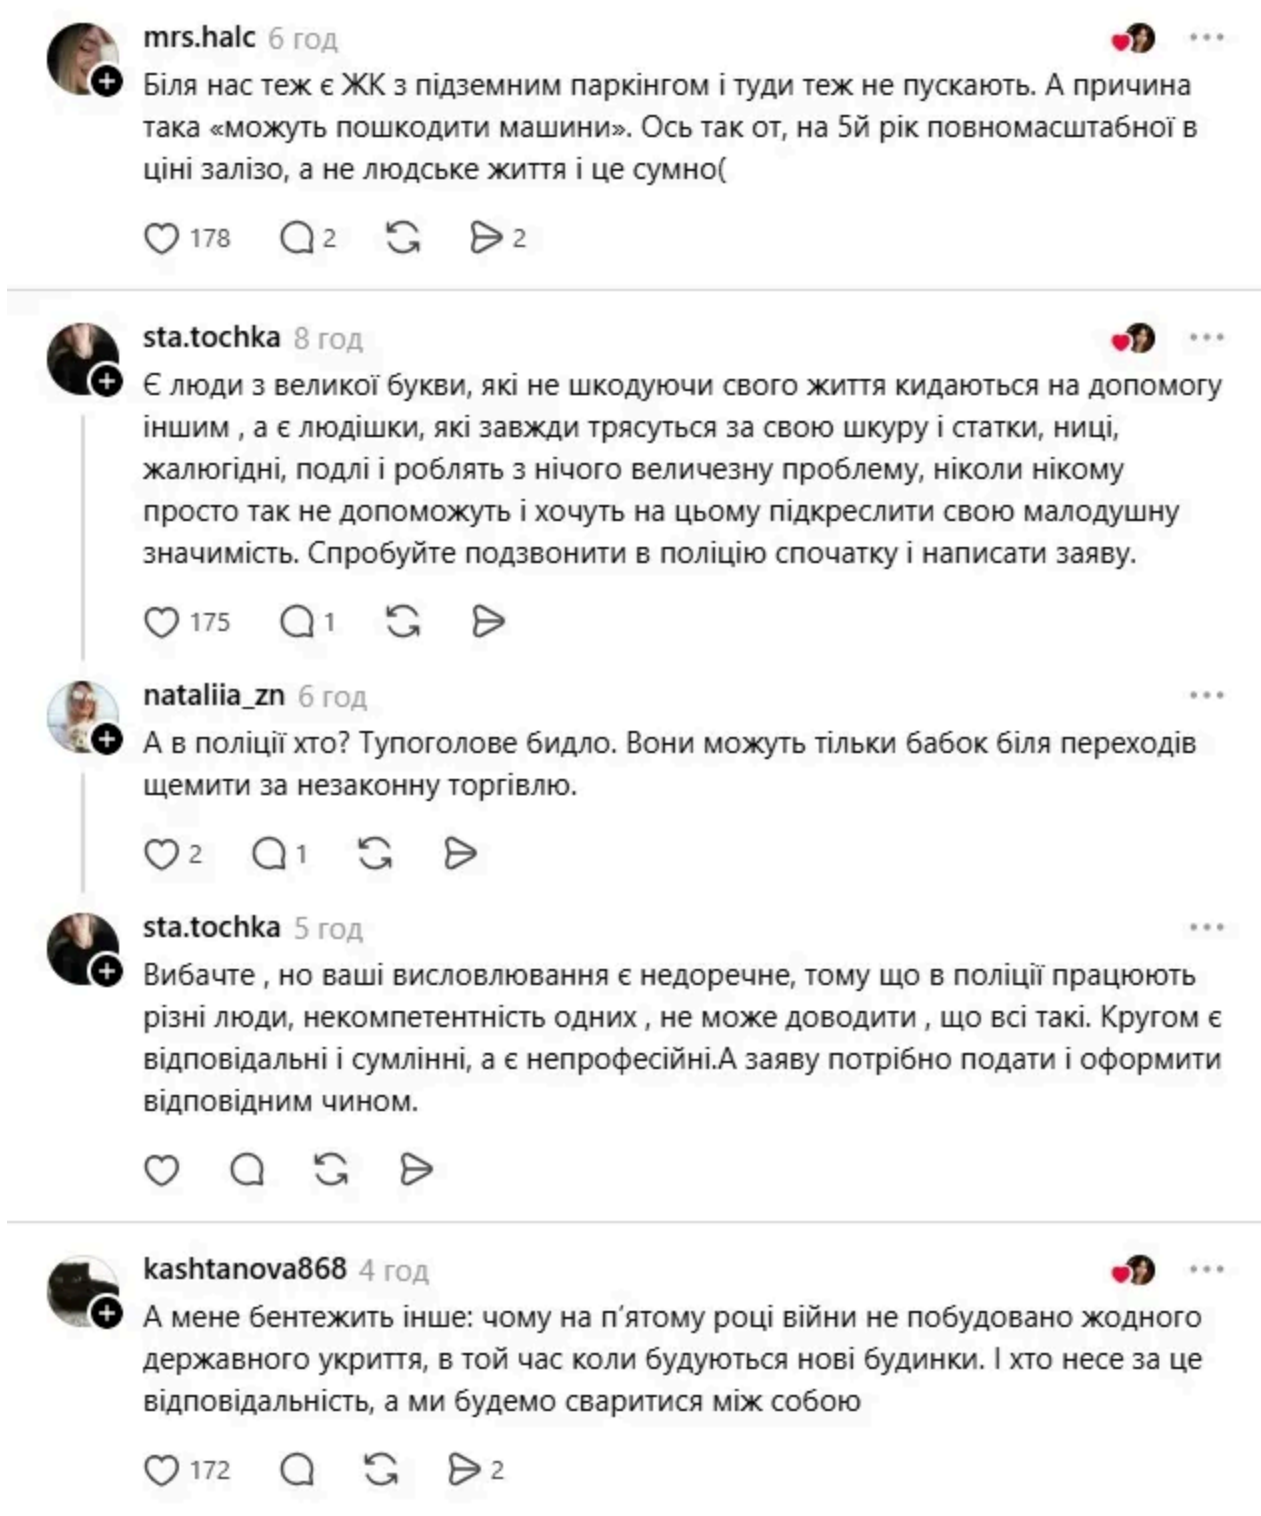 mrs.halc 6 год
Біля нас теж є ЖК з підземним паркінгом і туди теж не пускають. А причина
така «можуть пошкодити машини». Ось так от, на 5й рік повномасштабної в
ціні залізо, а не людське життя і це сумно(
178 2 2
sta.tochka 8 год
Є люди з великої букви, які не шкодуючи свого життя кидаються на допомогу
іншим , а є людішки, які завжди трясуться за свою шкуру і статки, ниці,
жалюгідні, подлі і роблять з нічого величезну проблему, ніколи нікому
просто так не допоможуть і хочуть на цьому підкреслити свою малодушну
значимість. Спробуйте подзвонити в поліцію спочатку і написати заяву.
175 1
nataliia_zn 6 год
А в поліції хто? Тупоголове бидло. Вони можуть тільки бабок біля переходів
щемити за незаконну торгівлю.
2 1
sta.tochka 5 год
Вибачте , но ваші висловлювання є недоречне, тому що в поліції працюють
різні люди, некомпетентність одних , не може доводити , що всі такі. Кругом є
відповідальні і сумлінні, а є непрофесійні.А заяву потрібно подати і оформити
відповідним чином.
kashtanova868 4 год
А мене бентежить інше: чому на п’ятому році війни не побудовано жодного
державного укриття, в той час коли будуються нові будинки. І хто несе за це
відповідальність, а ми будемо сваритися між собою
172 2